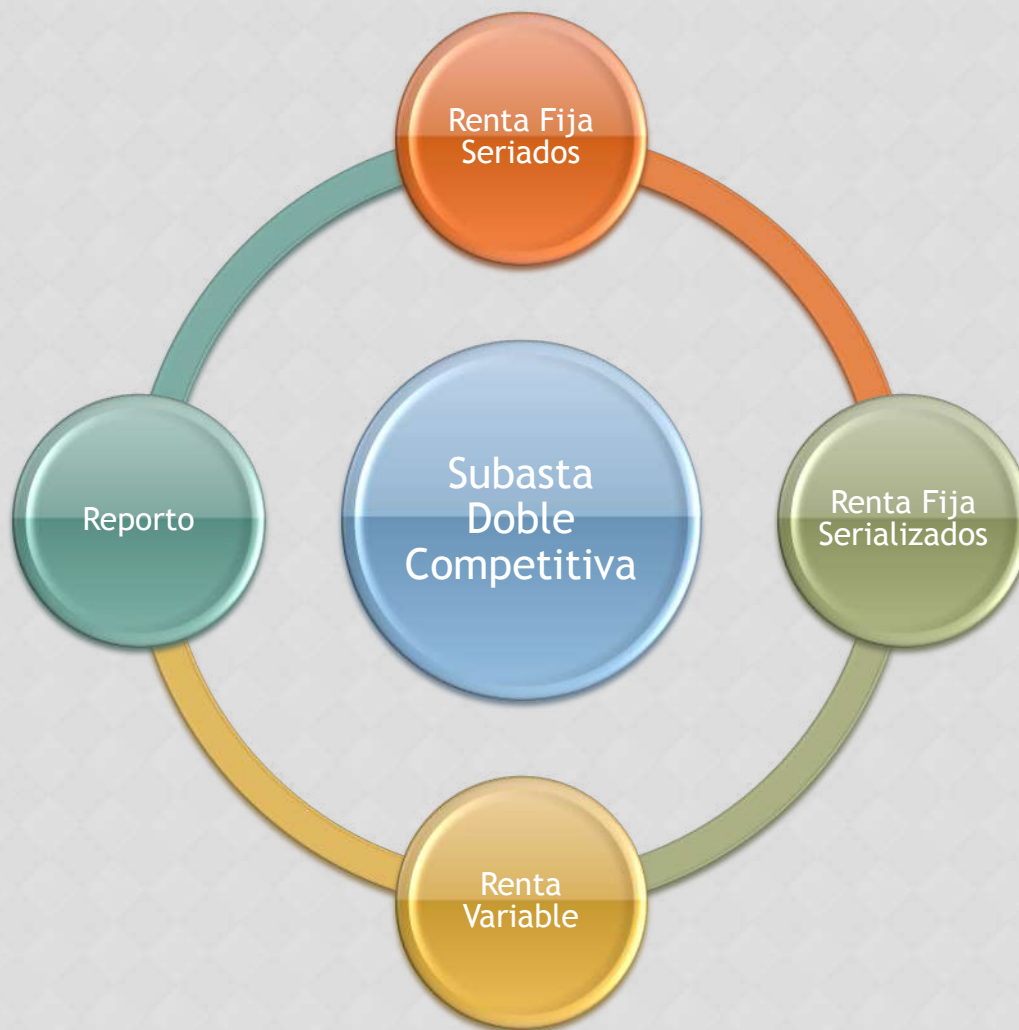 Renta Fija
Seriados
Subasta
Doble
Competitiva
Reporto
Renta Fija
Serializados
Renta
Variable